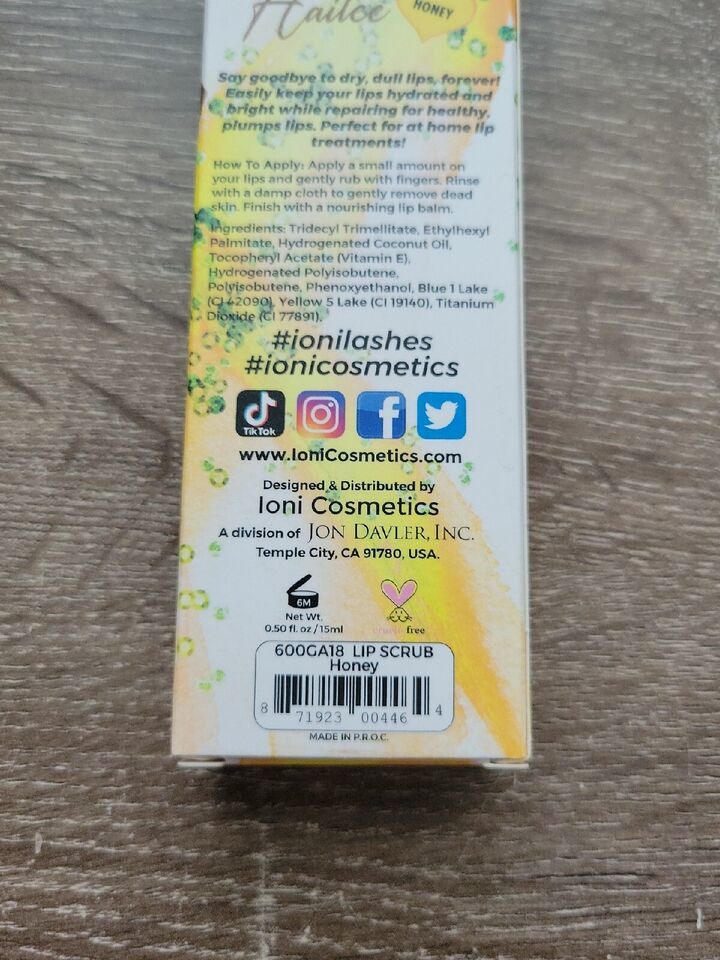 Hailee
HONEY
Say goodbye to dry, dull lips, forever!
Easily keep your lips hydrated and
bright while repairing for healthy,
plumps lips. Perfect for at home lip
treatments!
How To Apply: Apply a small amount on
your lips and gently rub with fingers. Rinse
with a damp cloth to gently remove dead
skin. Finish with a nourishing lip balm.
Ingredients: Tridecyl Trimellitate, Ethylhexyl
Palmitate, Hydrogenated Coconut Oil,
Tocopheryl Acetate (Vitamin E),
Hydrogenated Polyisobutene,
Polyisobutene, Phenoxyethanol, Blue 1 Lake
(CI 42090), Yellow 5 Lake (CI 19140), Titanium
Dioxide (CI 77891).
#ionilashes
#ionicosmetics
TikTok
www.IoniCosmetics.com
Designed & Distributed by
Ioni Cosmetics
A division of JON DAVLER, INC.
Temple City, CA 91780, USA.
6M
Net Wt.
0.50 fl. oz / 15ml
cruelty free
600GA18 LIP SCRUB
Honey
8 71923 00446 4
MADE IN P.R.O.C.